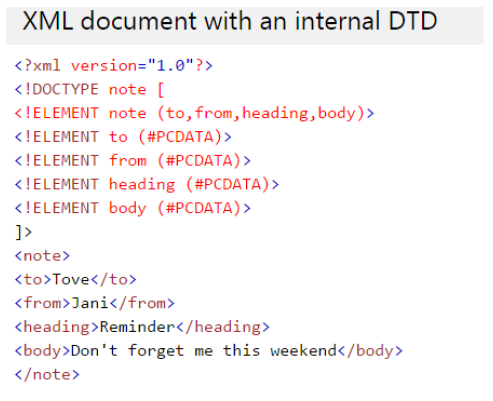 XML document with an internal DTD
<?xml version="1.0"?>
<!DOCTYPE note [
<!ELEMENT note (to,from,heading,body)>
<!ELEMENT to (#PCDATA)>
<!ELEMENT from (#PCDATA)>
<!ELEMENT heading (#PCDATA)>
<!ELEMENT body (#PCDATA)>
]>
<note>
<to>Tove</to>
<from>Jani</from>
<heading>Reminder</heading>
<body>Don't forget me this weekend</body>
</note>